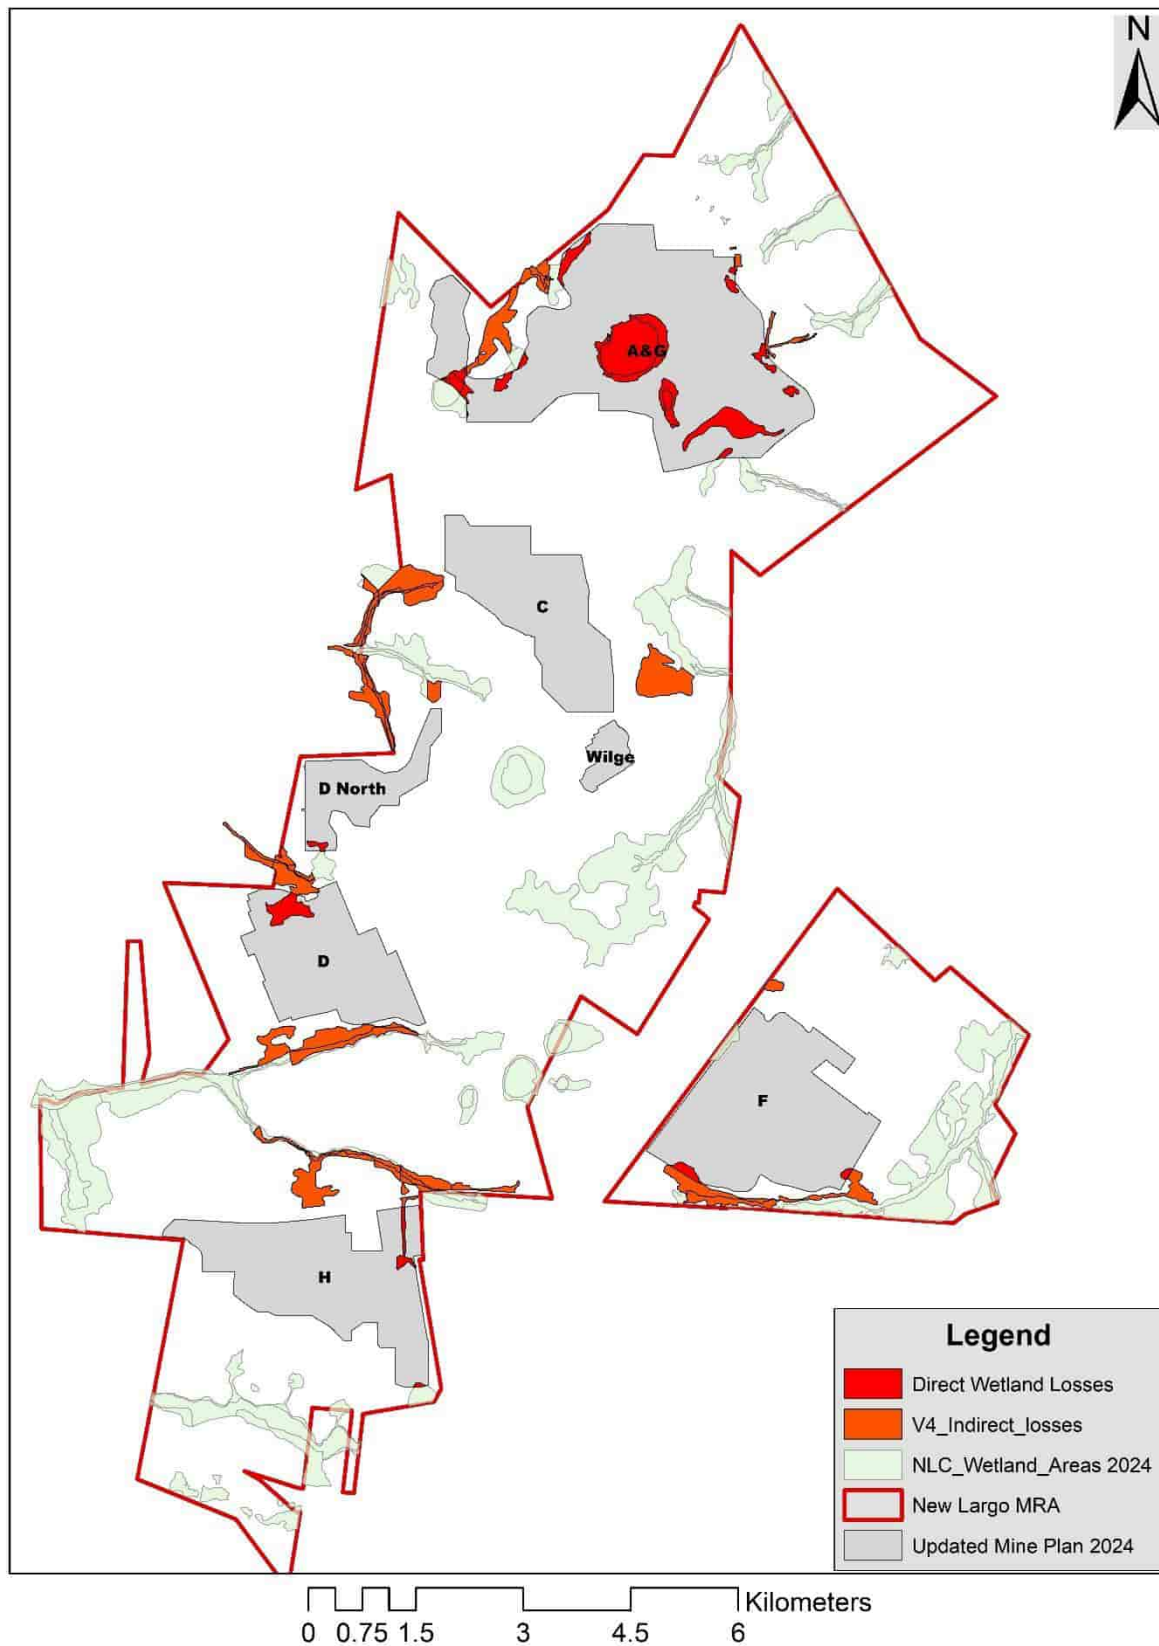 N
A&G
C
Wilge
D North
D
F
H
Legend
Direct Wetland Losses
V4_Indirect_losses
NLC_Wetland_Areas 2024
New Largo MRA
Updated Mine Plan 2024
Kilometers
0 0.75 1.5 3 4.5 6